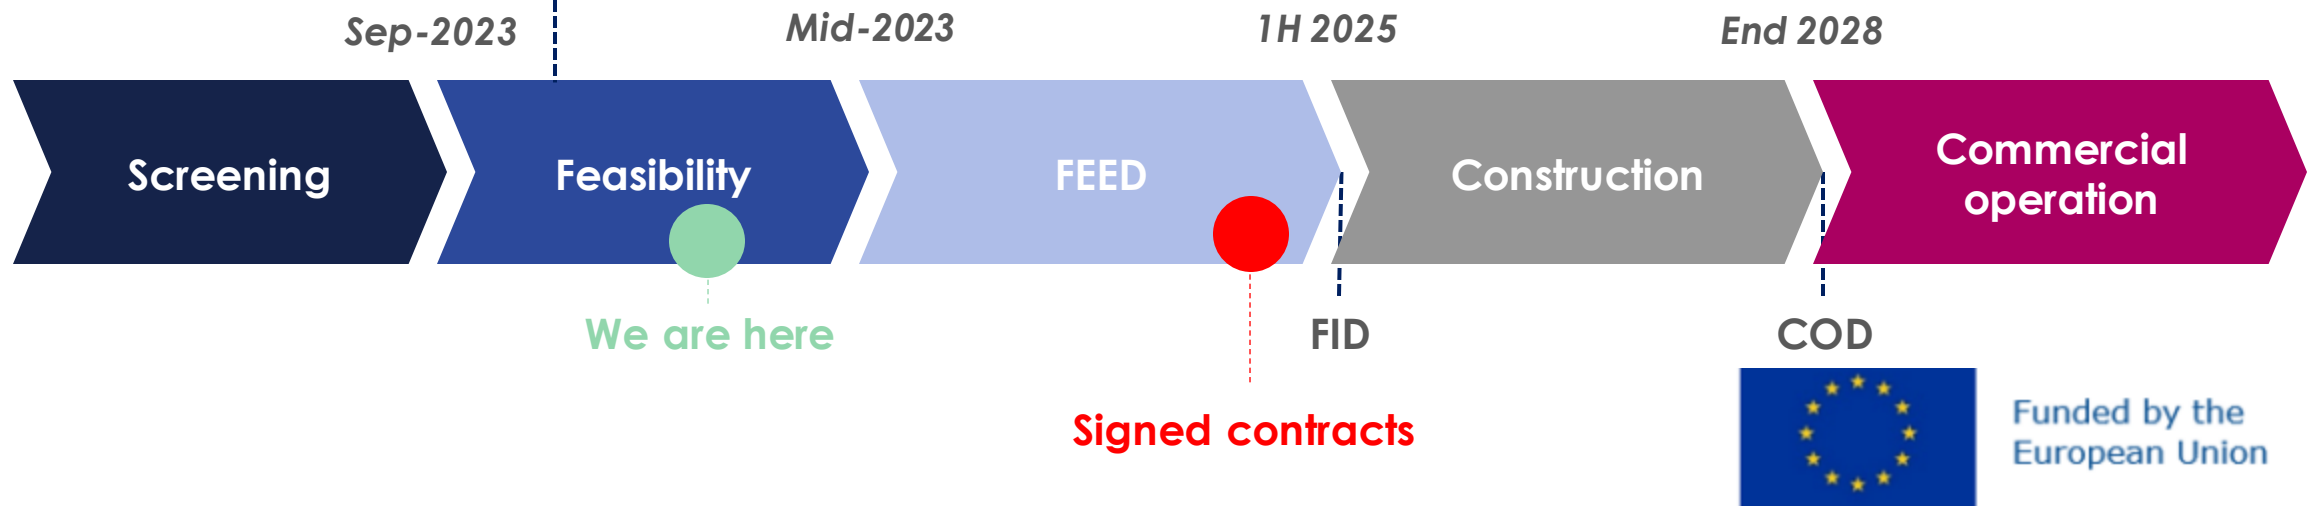 Sep-2023
Mid-2023
1H 2025
End 2028
Screening
Feasibility
FEED
Construction
Commercial
operation
We are here
FID
COD
Signed contracts
Funded by the
European Union